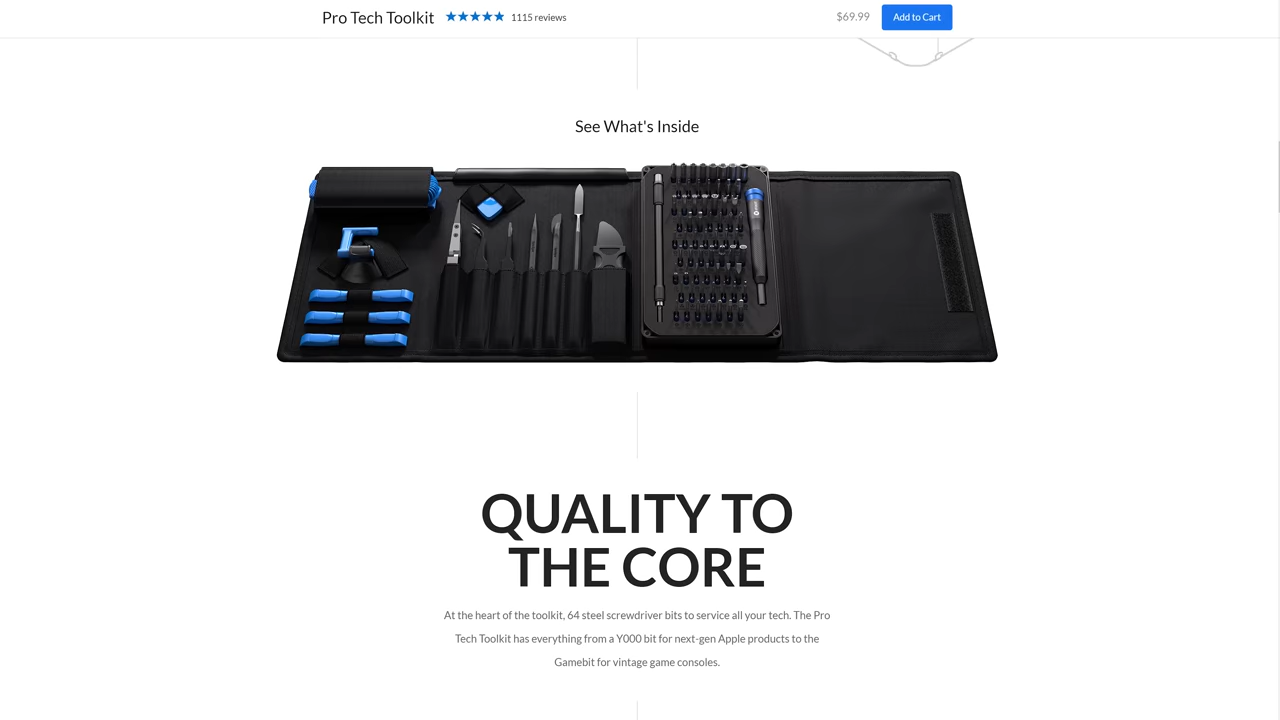 Pro Tech Toolkit
1115 reviews
$69.99
Add to Cart
See What's Inside
QUALITY TO
THE CORE
At the heart of the toolkit, 64 steel screwdriver bits to service all your tech. The Pro
Tech Toolkit has everything from a Y000 bit for next-gen Apple products to the
Gamebit for vintage game consoles.